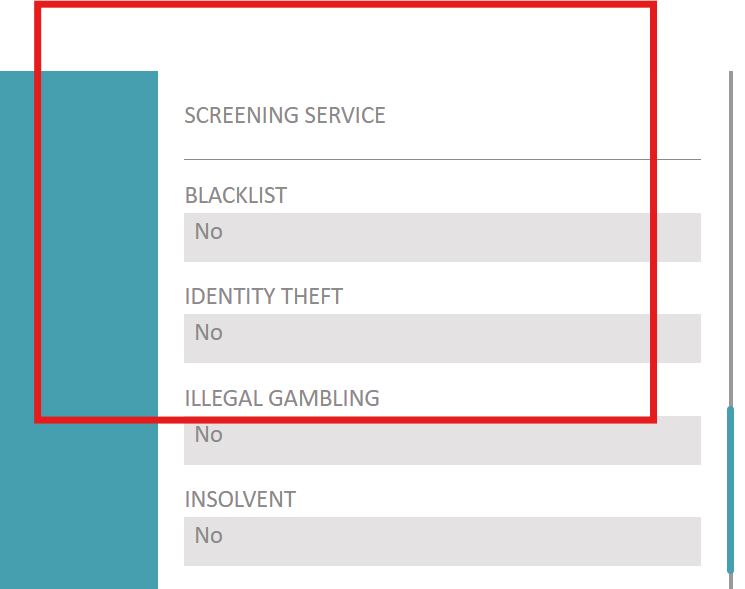 SCREENING SERVICE
BLACKLIST
No
IDENTITY THEFT
No
ILLEGAL GAMBLING
No
INSOLVENT
No